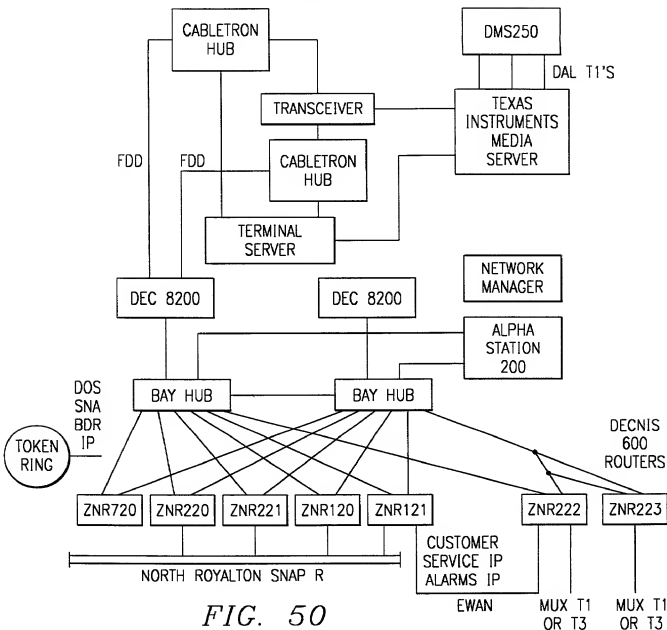 CABLETRON
HUB
DMS250
DAL T1'S
TRANSCEIVER
TEXAS
INSTRUMENTS
MEDIA
SERVER
FDD
FDD
CABLETRON
HUB
TERMINAL
SERVER
NETWORK
MANAGER
DEC 8200
DEC 8200
ALPHA
STATION
200
DOS
SNA
BDR
IP
BAY HUB
BAY HUB
TOKEN
RING
DECNIS
600
ROUTERS
ZNR720
ZNR220
ZNR221
ZNR120
ZNR121
ZNR222
ZNR223
CUSTOMER
SERVICE IP
ALARMS IP
NORTH ROYALTON SNAP R
EWAN
MUX T1
OR T3
MUX T1
OR T3
FIG. 50